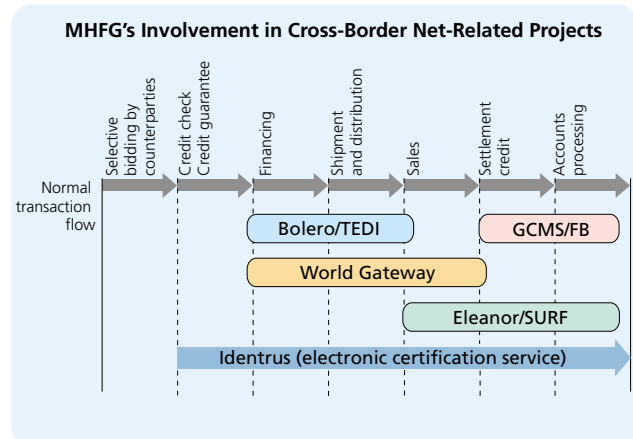 MHFG's Involvement in Cross-Border Net-Related Projects
Selective
bidding by
counterparties
Credit check
Credit guarantee
Financing
Shipment
and distribution
Sales
Settlement
credit
Accounts
processing
Normal
transaction
flow
Bolero/TEDI
GCMS/FB
World Gateway
Eleanor/SURF
Identrus (electronic certification service)